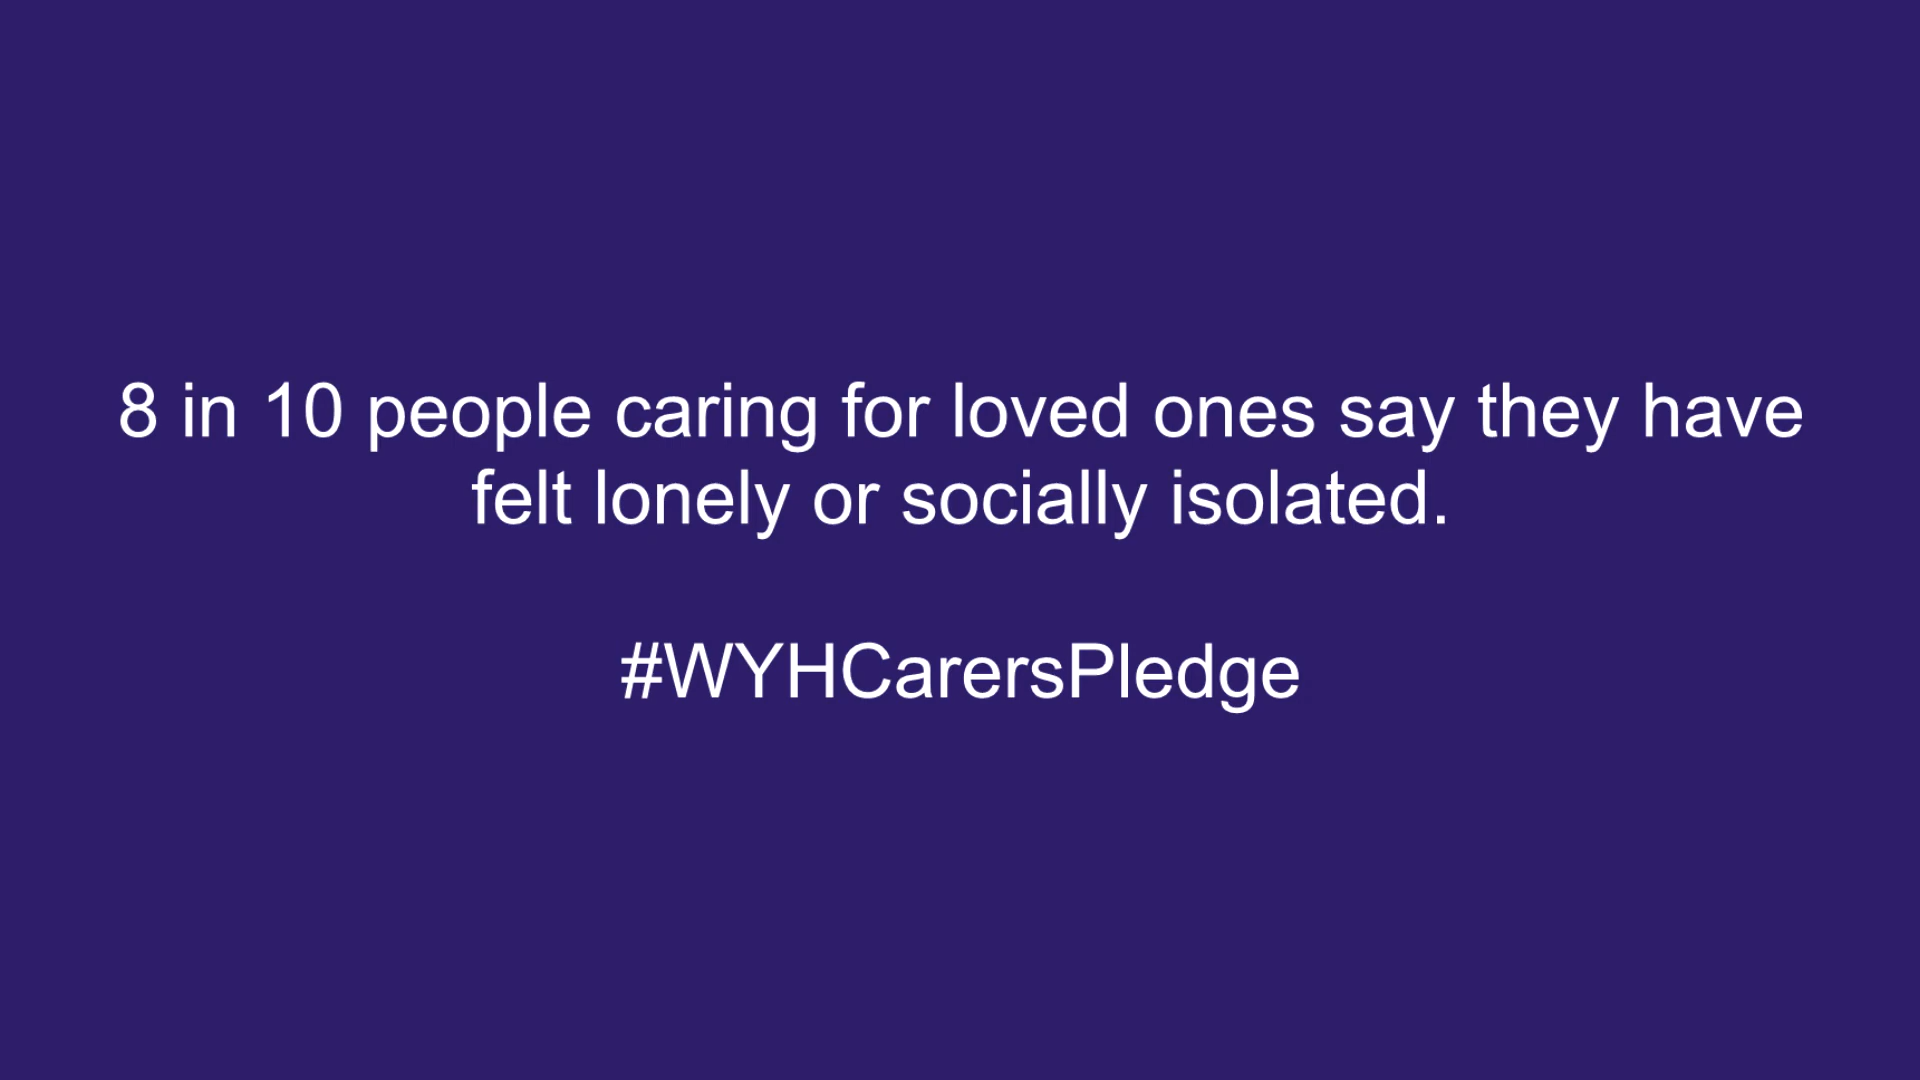 8 in 10 people caring for loved ones say they have
felt lonely or socially isolated.
#WYHCarersPledge